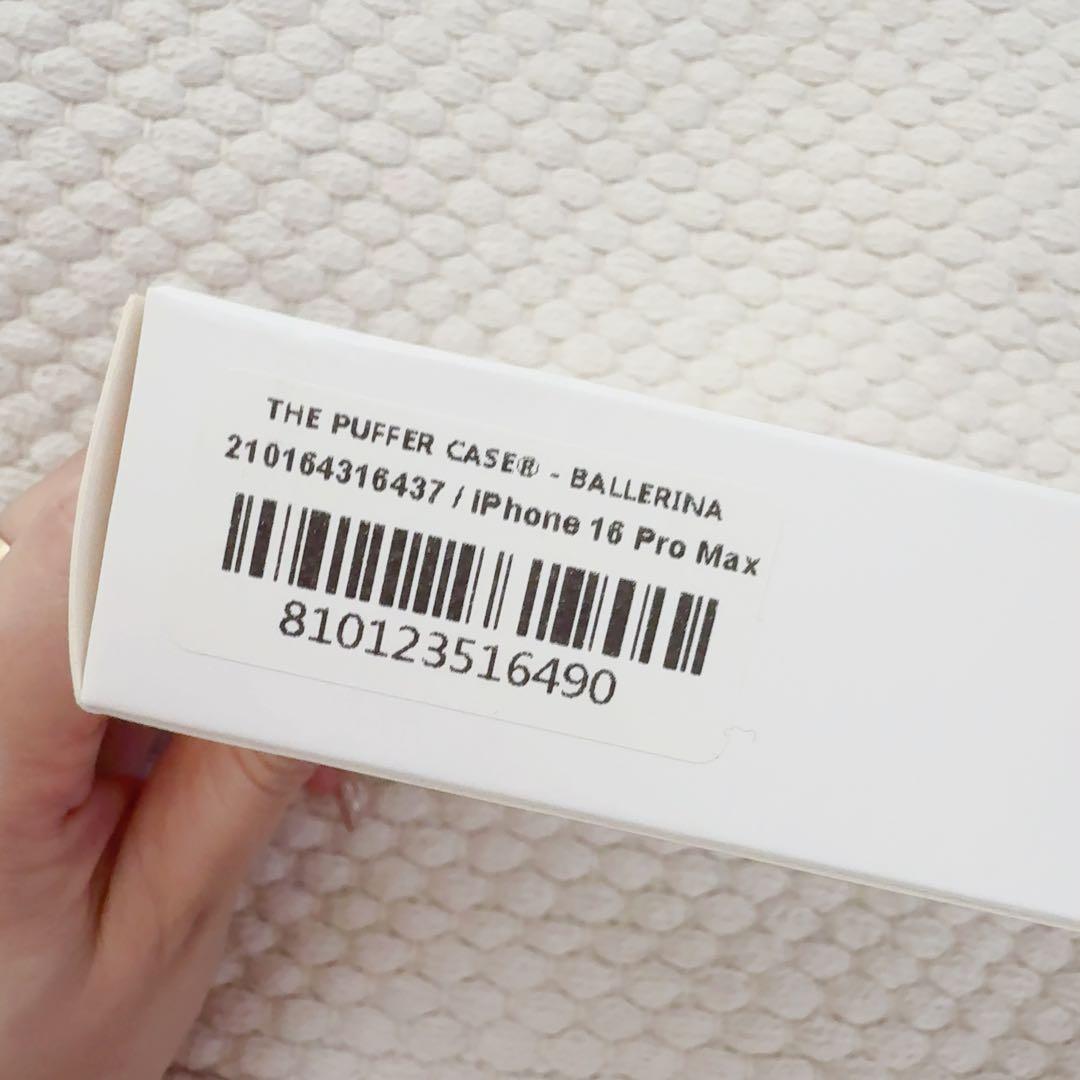 THE PUFFER CASE® - BALLERINA
210164316437 / iPhone 16 Pro Max
810123516490